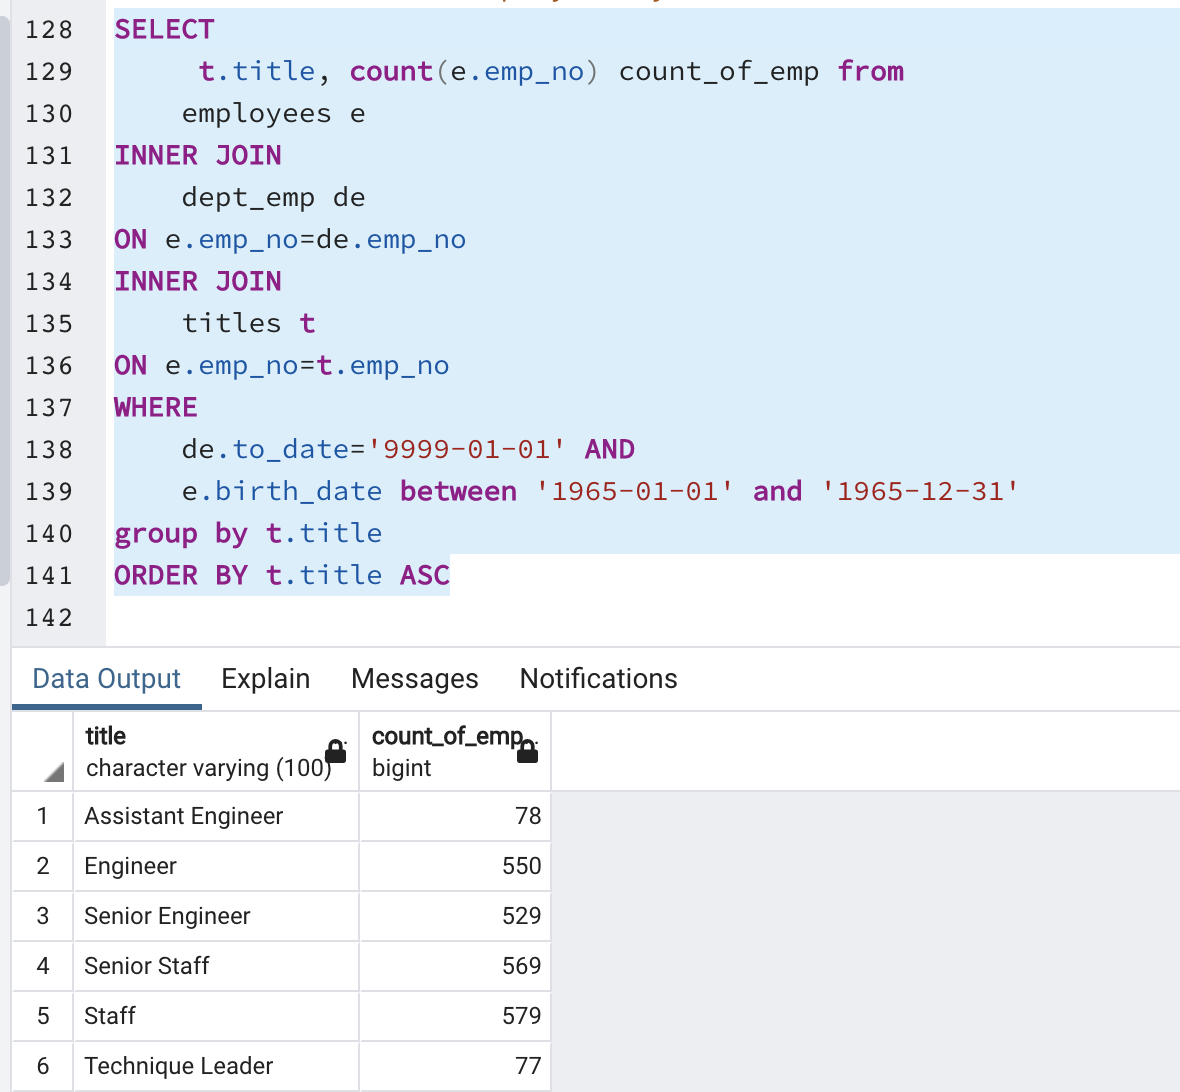 128 SELECT
129 t.title, count(e.emp_no) count_of_emp from
130 employees e
131 INNER JOIN
132 dept_emp de
133 ON e.emp_no=de.emp_no
134 INNER JOIN
135 titles t
136 ON e.emp_no=t.emp_no
137 WHERE
138 de.to_date='9999-01-01' AND
139 e.birth_date between '1965-01-01' and '1965-12-31'
140 group by t.title
141 ORDER BY t.title ASC
142
Data Output Explain Messages Notifications
title count_of_emp
character varying (100) bigint
1 Assistant Engineer 78
2 Engineer 550
3 Senior Engineer 529
4 Senior Staff 569
5 Staff 579
6 Technique Leader 77